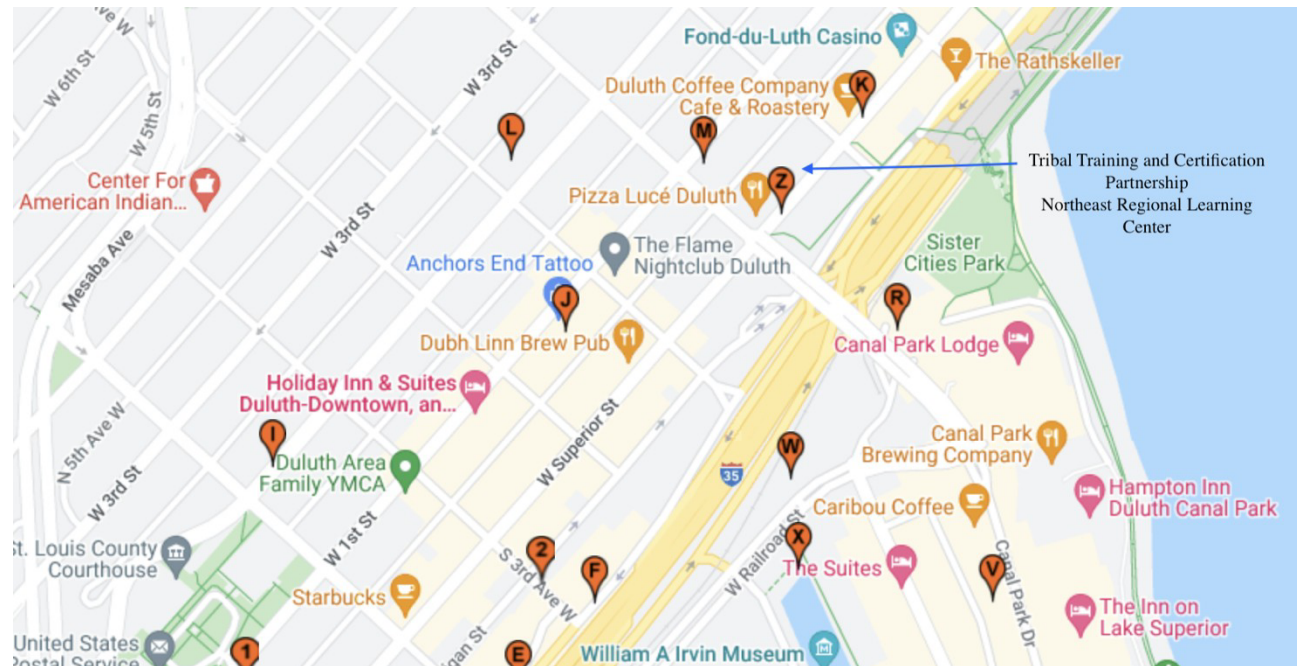 Ave W
W 6th St
W 5th St
W 3rd St
Fond-du-Luth Casino
The Rathskeller
Duluth Coffee Company
Cafe & Roastery
K
L
M
Z
Tribal Training and Certification
Partnership
Northeast Regional Learning
Center
Center For
American Indian...
Pizza Lucé Duluth
Mesaba Ave
W 3rd St
The Flame
Nightclub Duluth
Sister
Cities Park
Anchors End Tattoo
J
R
Dubh Linn Brew Pub
Canal Park Lodge
Holiday Inn & Suites
Duluth-Downtown, an...
N 5th Ave W
I
W Superior St
W
35
Canal Park
Brewing Company
Duluth Area
Family YMCA
W 3rd St
Hampton Inn
Duluth Canal Park
Caribou Coffee
W 1st St
St. Louis County
Courthouse
S 3rd Ave W
2
F
X
W Railroad St
The Suites
V
Canal Park Dr
Starbucks
The Inn on
Lake Superior
United States
Postal Service
1
igan St
E
William A Irvin Museum